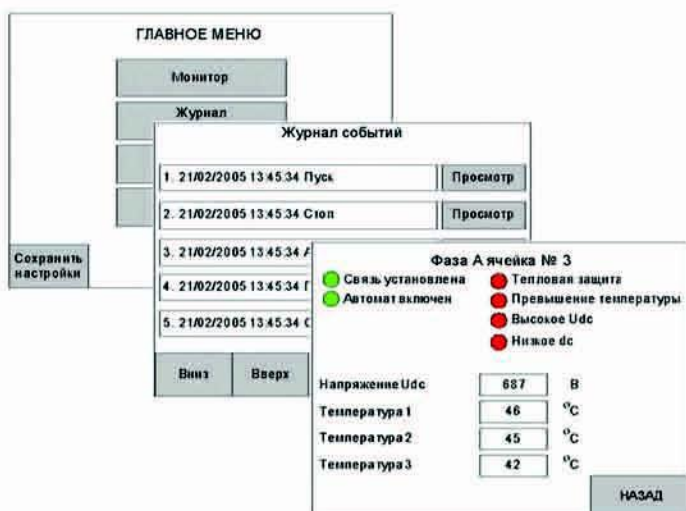 ГЛАВНОЕ МЕНЮ
Монитор
Журнал
Сохранить
настройки
Журнал событий
1. 21/02/2005 13:45:34 Пуск
Просмотр
2. 21/02/2005 13:45:34 Стоп
Просмотр
3. 21/02/2005 13:45:34
4. 21/02/2005 13:45:34
5. 21/02/2005 13:45:34
Вниз
Вверх
Фаза А ячейка № 3
Связь установлена
Тепловая защита
Автомат включен
Превышение температуры
Высокое Udc
Низкое dc
Напряжение Udc 687 В
Температура 1 46 °C
Температура 2 45 °C
Температура 3 42 °C
НАЗАД